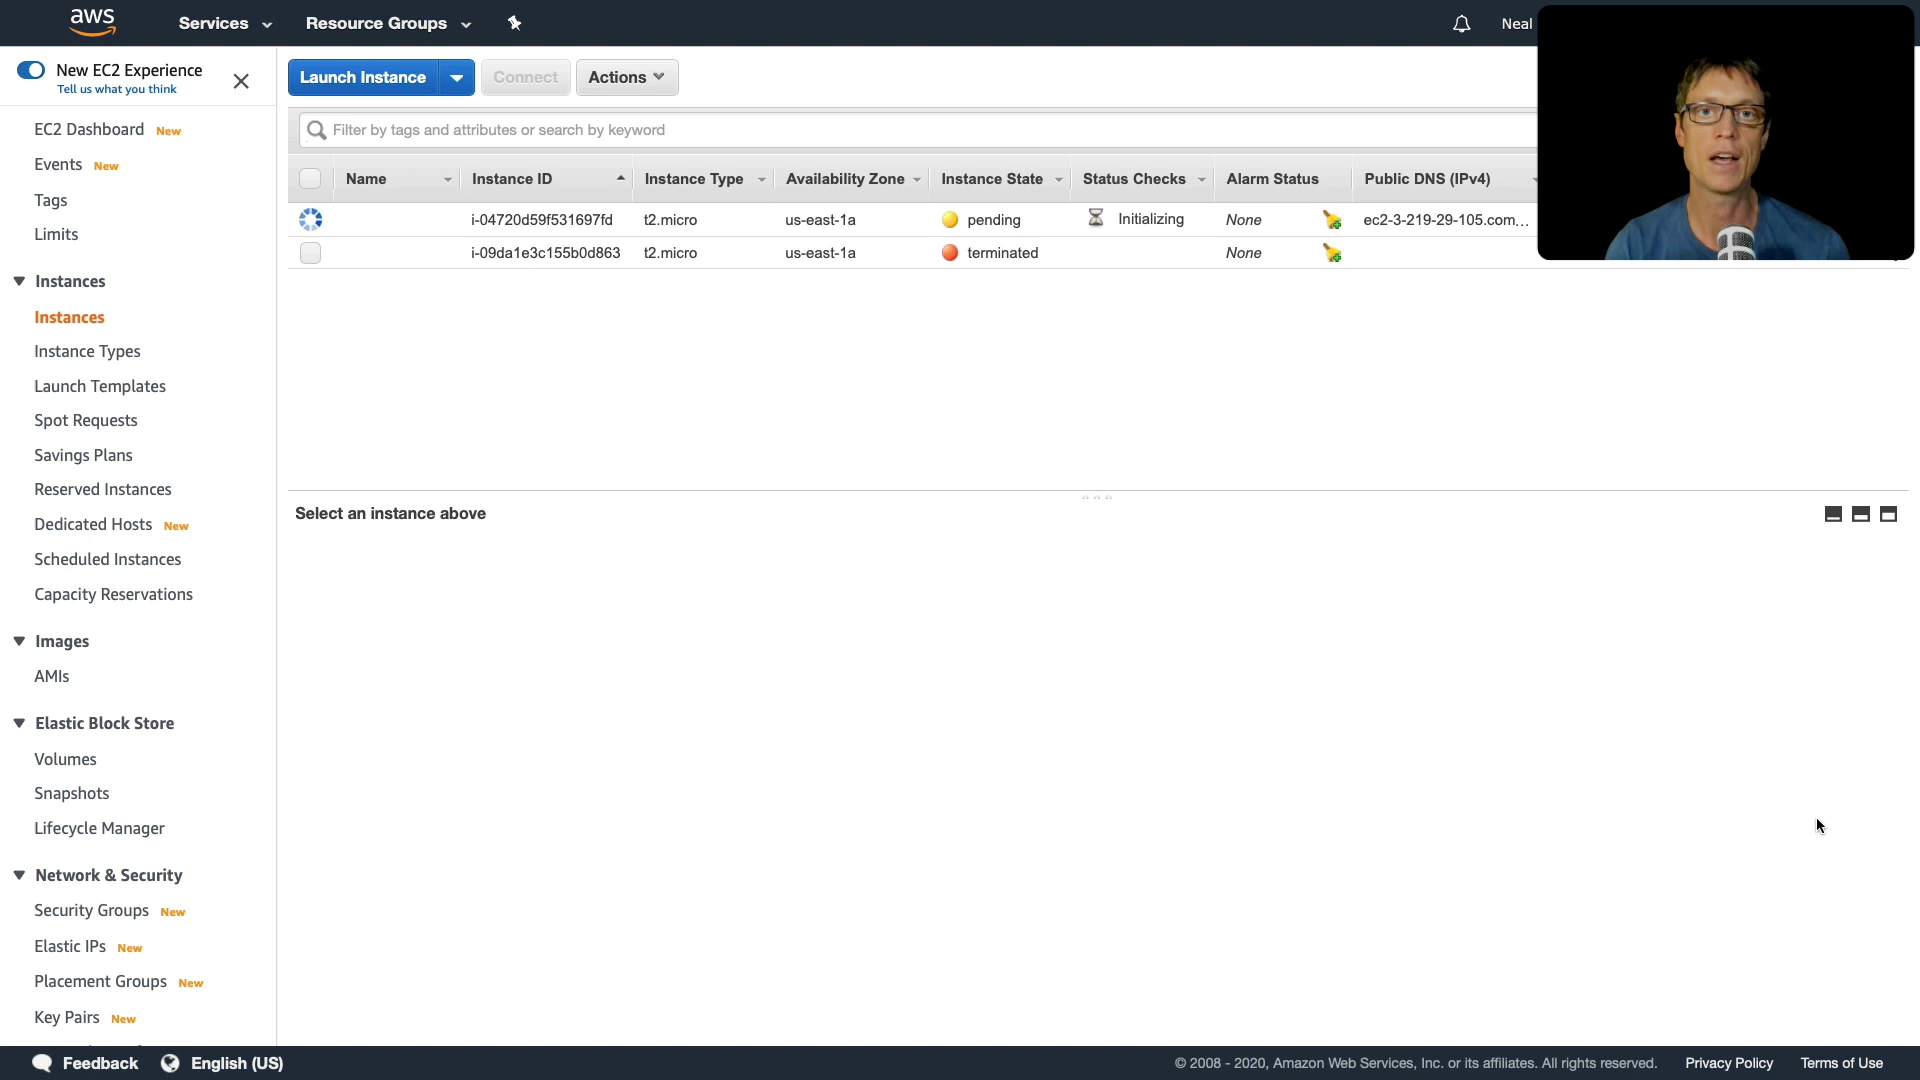 aws Services Resource Groups Neal
New EC2 Experience
Tell us what you think
EC2 Dashboard New
Events New
Tags
Limits
Instances
Instances
Instance Types
Launch Templates
Spot Requests
Savings Plans
Reserved Instances
Dedicated Hosts New
Scheduled Instances
Capacity Reservations
Images
AMIs
Elastic Block Store
Volumes
Snapshots
Lifecycle Manager
Network & Security
Security Groups New
Elastic IPs New
Placement Groups New
Key Pairs New
Launch Instance Connect Actions
Filter by tags and attributes or search by keyword
Name Instance ID Instance Type Availability Zone Instance State Status Checks Alarm Status Public DNS (IPv4)
i-04720d59f531697fd t2.micro us-east-1a pending Initializing None ec2-3-219-29-105.com...
i-09da1e3c155b0d863 t2.micro us-east-1a terminated None
Select an instance above
Feedback English (US) © 2008 - 2020, Amazon Web Services, Inc. or its affiliates. All rights reserved. Privacy Policy Terms of Use